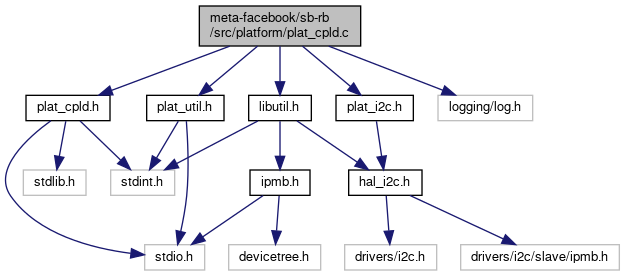 meta-facebook/sb-rb
/src/platform/plat_cpld.c
plat_cpld.h
plat_util.h
libutil.h
plat_i2c.h
logging/log.h
stdlib.h
stdint.h
ipmb.h
hal_i2c.h
stdio.h
devicetree.h
drivers/i2c.h
drivers/i2c/slave/ipmb.h